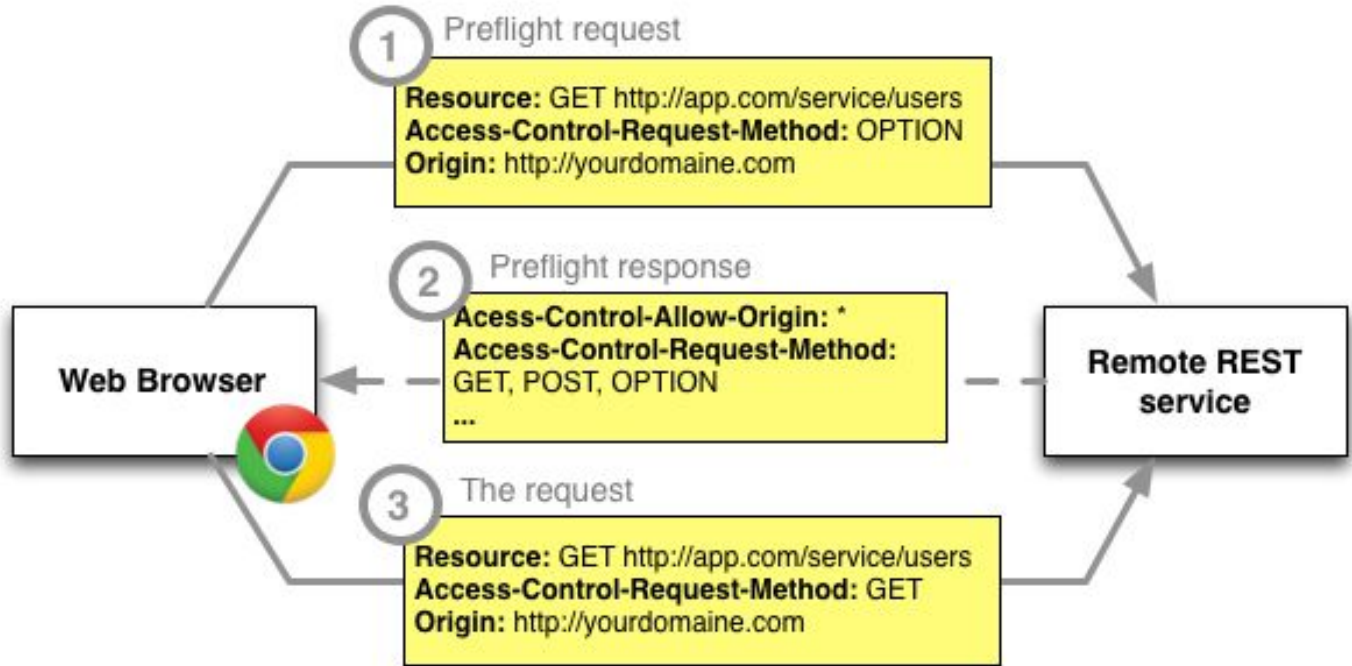 1
Preflight request
Resource: GET http://app.com/service/users
Access-Control-Request-Method: OPTION
Origin: http://yourdomaine.com
2
Preflight response
Acess-Control-Allow-Origin: *
Access-Control-Request-Method:
GET, POST, OPTION
...
Web Browser
Remote REST
service
3
The request
Resource: GET http://app.com/service/users
Access-Control-Request-Method: GET
Origin: http://yourdomaine.com